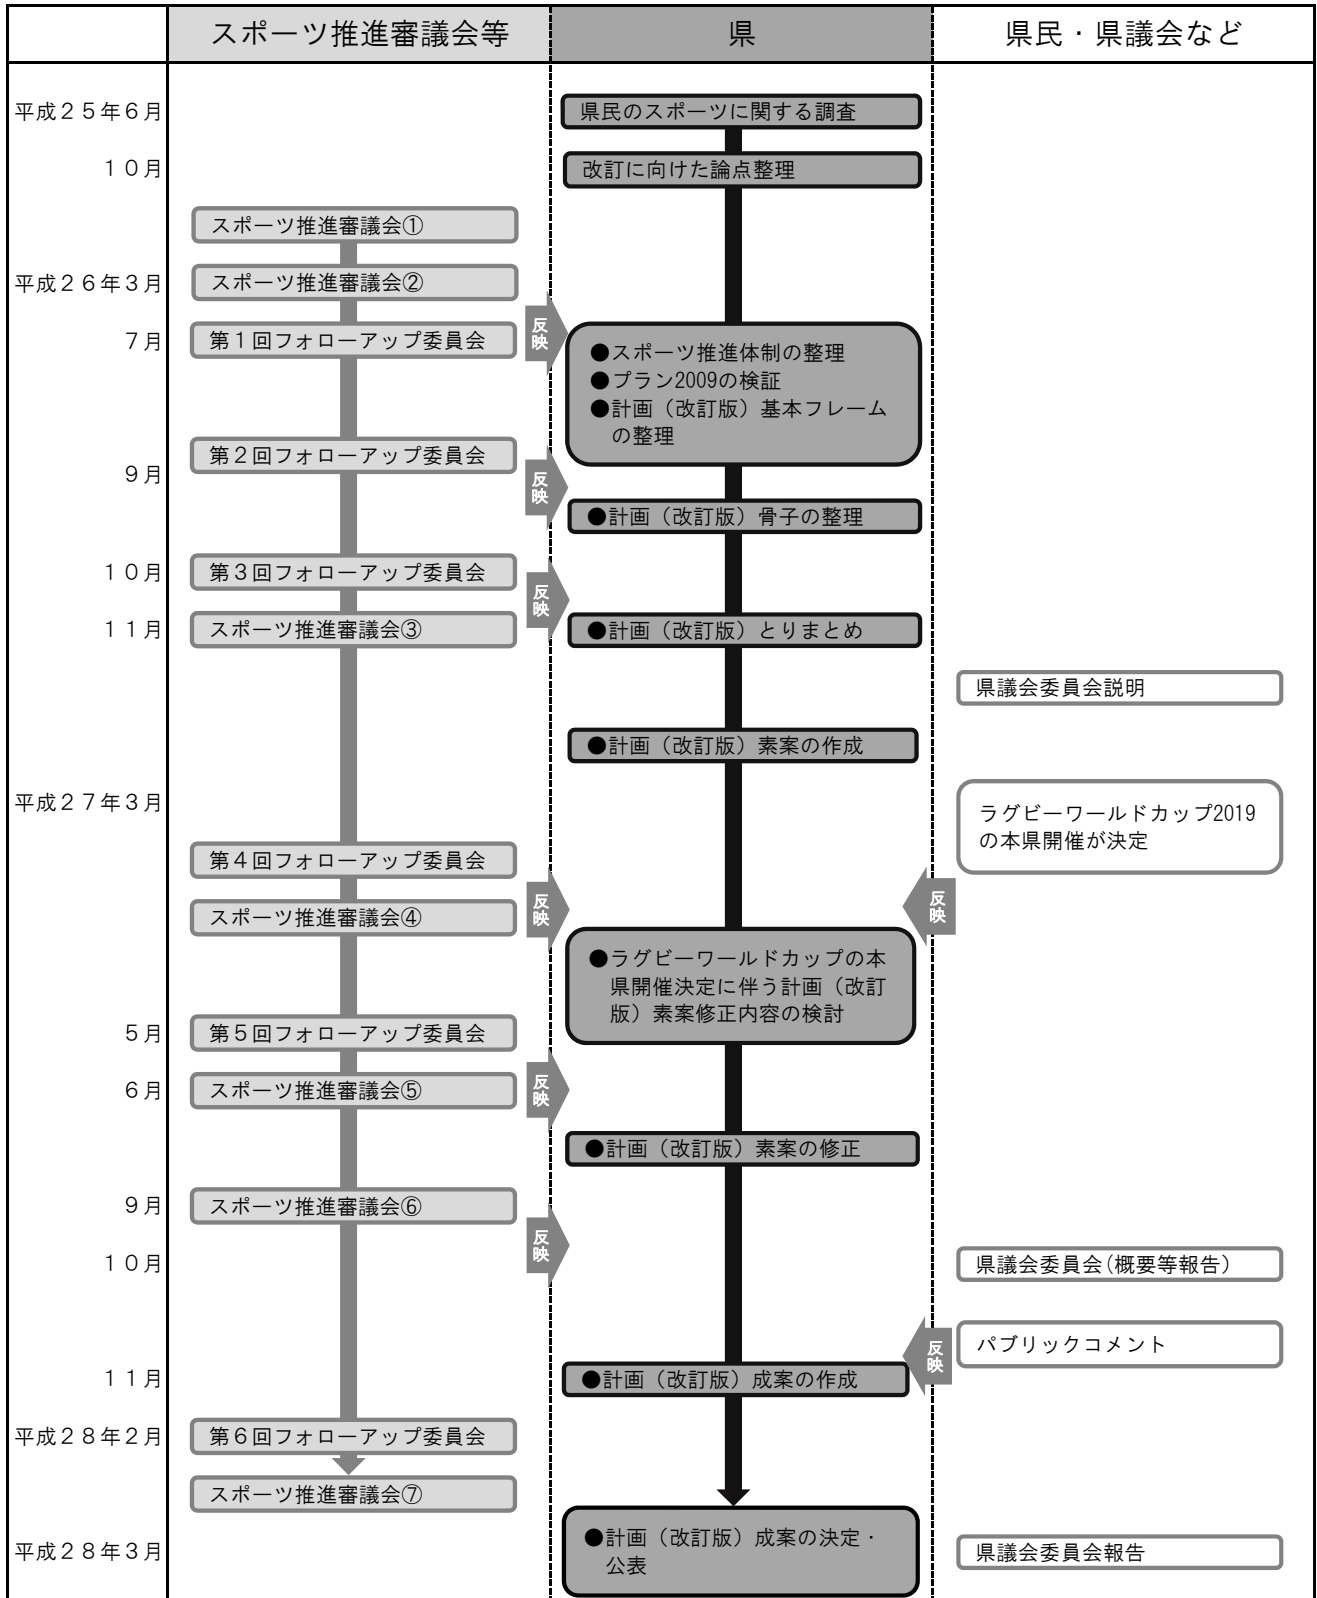 スポーツ推進審議会等
県
県民・県議会など
平成２５年６月
県民のスポーツに関する調査
１０月
改訂に向けた論点整理
スポーツ推進審議会①
平成２６年３月
スポーツ推進審議会②
７月
第１回フォローアップ委員会
反映
●スポーツ推進体制の整理
●プラン2009の検証
●計画（改訂版）基本フレーム
の整理
第２回フォローアップ委員会
９月
反映
●計画（改訂版）骨子の整理
１０月
第３回フォローアップ委員会
反映
１１月
スポーツ推進審議会③
●計画（改訂版）とりまとめ
県議会委員会説明
●計画（改訂版）素案の作成
平成２７年３月
ラグビーワールドカップ2019
の本県開催が決定
第４回フォローアップ委員会
反映
反映
スポーツ推進審議会④
●ラグビーワールドカップの本
県開催決定に伴う計画（改訂
版）素案修正内容の検討
５月
第５回フォローアップ委員会
６月
スポーツ推進審議会⑤
反映
●計画（改訂版）素案の修正
９月
スポーツ推進審議会⑥
反映
１０月
県議会委員会(概要等報告）
パブリックコメント
反映
１１月
●計画（改訂版）成案の作成
平成２８年２月
第６回フォローアップ委員会
スポーツ推進審議会⑦
●計画（改訂版）成案の決定・
公表
平成２８年３月
県議会委員会報告